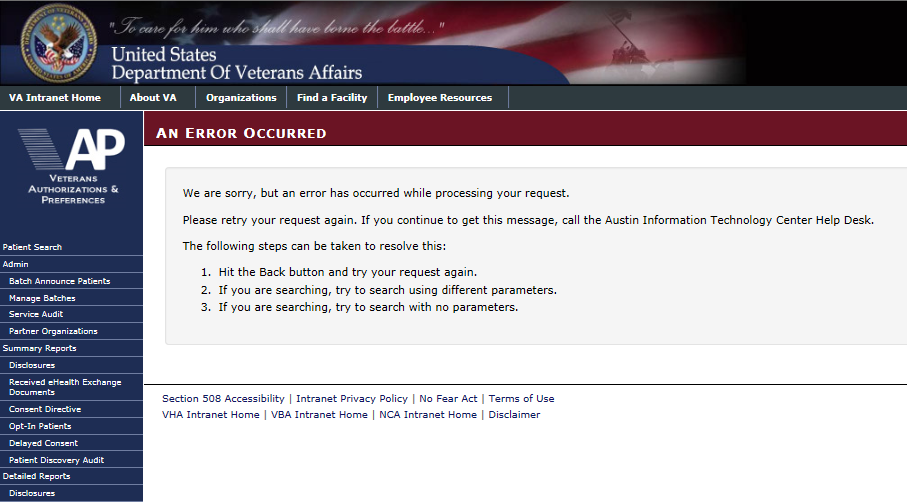 "To care for him who shall have borne the battle..."
United States
Department Of Veterans Affairs
VA Intranet Home About VA Organizations Find a Facility Employee Resources
AP
VETERANS
AUTHORIZATIONS &
PREFERENCES
Patient Search
Admin
Batch Announce Patients
Manage Batches
Service Audit
Partner Organizations
Summary Reports
Disclosures
Received eHealth Exchange
Documents
Consent Directive
Opt-In Patients
Delayed Consent
Patient Discovery Audit
Detailed Reports
Disclosures
AN ERROR OCCURRED
We are sorry, but an error has occurred while processing your request.
Please retry your request again. If you continue to get this message, call the Austin Information Technology Center Help Desk.
The following steps can be taken to resolve this:
1. Hit the Back button and try your request again.
2. If you are searching, try to search using different parameters.
3. If you are searching, try to search with no parameters.
Section 508 Accessibility | Intranet Privacy Policy | No Fear Act | Terms of Use
VHA Intranet Home | VBA Intranet Home | NCA Intranet Home | Disclaimer